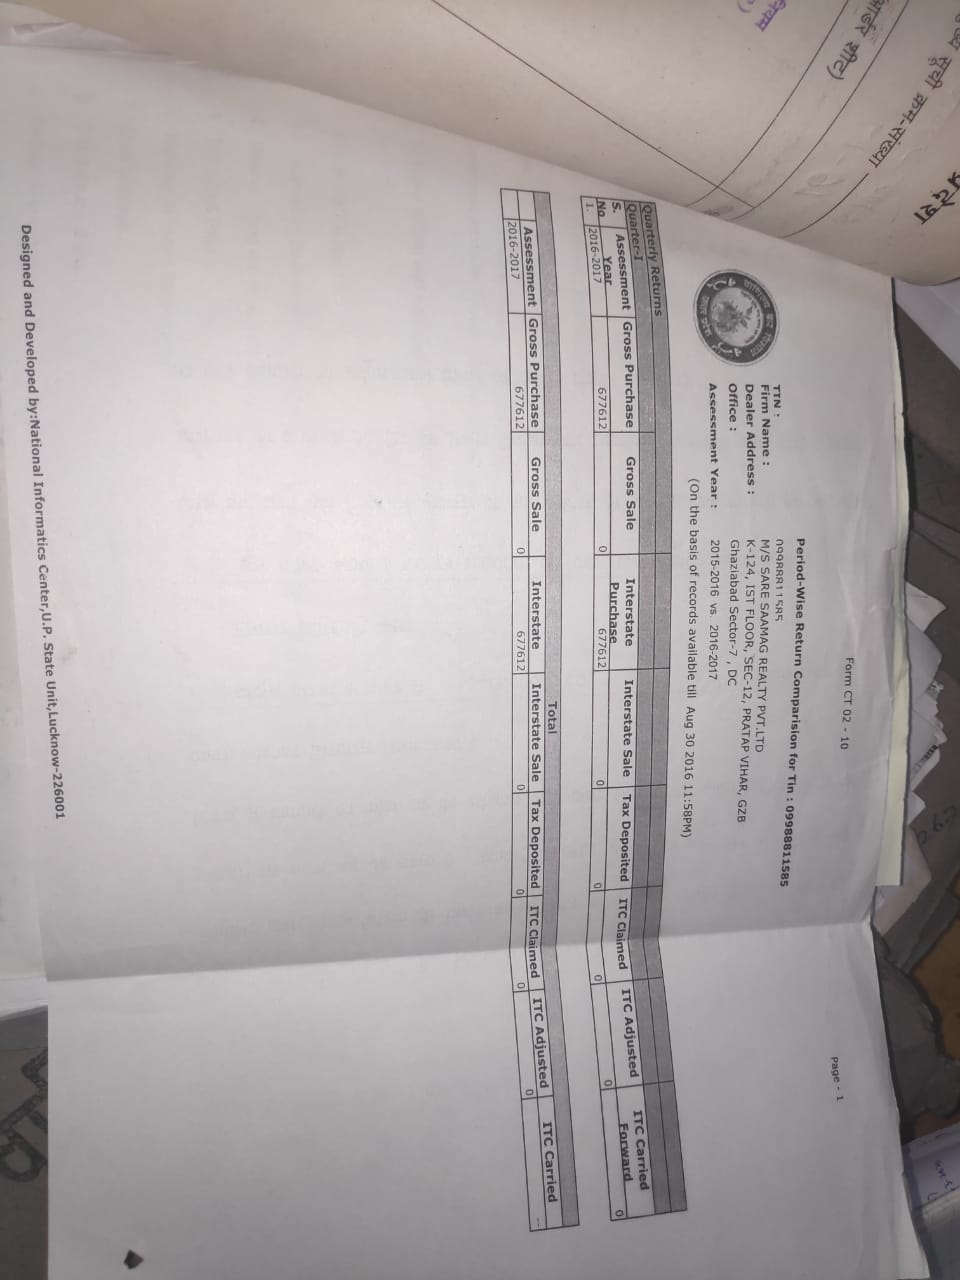 प्रदेश
मुख्य सूची क्रम-संख्या
आर्डर शीट)
नियम
Form CT 02 - 10
Page - 1
Period-Wise Return Comparision for Tin : 09988811585
TIN : 09988811585
Firm Name : M/S SARE SAAMAG REALTY PVT.LTD
Dealer Address : K-124, IST FLOOR, SEC-12, PRATAP VIHAR, GZB
Office : Ghaziabad Sector-7 , DC
Assessment Year : 2015-2016 vs. 2016-2017
(On the basis of records available till Aug 30 2016 11:58PM)
Quarterly Returns
Quarter-I
S. No Assessment Year Gross Purchase Gross Sale Interstate Purchase Interstate Sale Tax Deposited ITC Claimed ITC Adjusted ITC Carried Forward
1. 2016-2017 677612 0 677612 0 0 0 0 0
Total
Assessment Gross Purchase Gross Sale Interstate Interstate Sale Tax Deposited ITC Claimed ITC Adjusted ITC Carried
2016-2017 677612 0 677612 0 0 0 0 --
Designed and Developed by:National Informatics Center,U.P. State Unit,Lucknow-226001